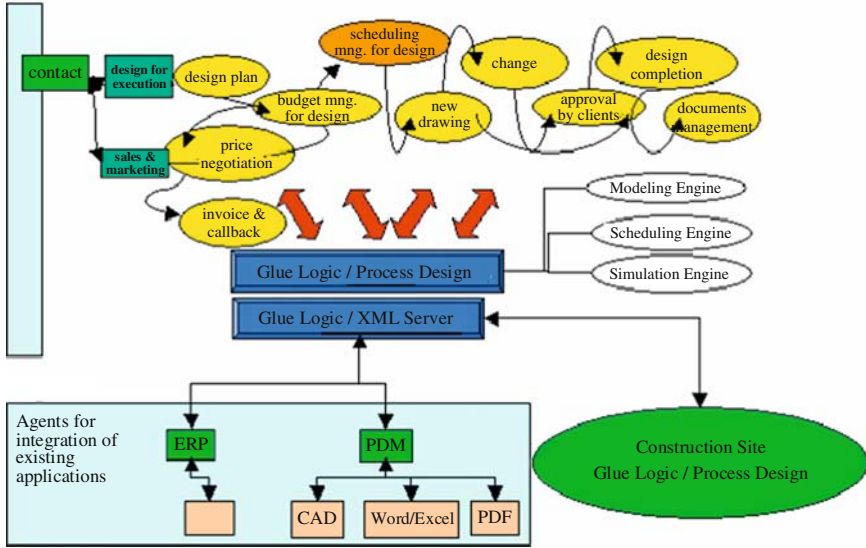 contact
design for
execution
design plan
budget mng.
for design
scheduling
mng. for design
new
drawing
change
approval
by clients
design
completion
documents
management
sales &
marketing
price
negotiation
invoice &
callback
Modeling Engine
Scheduling Engine
Simulation Engine
Glue Logic / Process Design
Glue Logic / XML Server
Agents for
integration of
existing
applications
ERP
PDM
CAD
Word/Excel
PDF
Construction Site
Glue Logic / Process Design